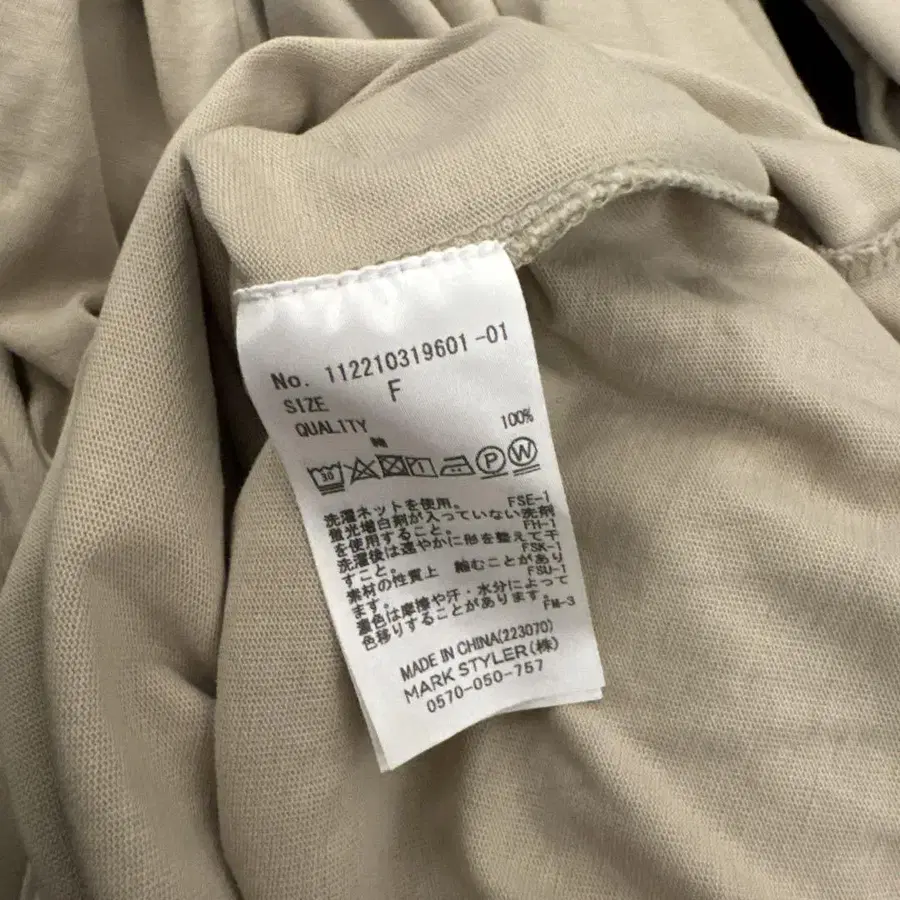 No. 112210319601-01
SIZE F
QUALITY
綿 100%
30 1 P W
洗濯ネットを使用。 FSE-1
蛍光増白剤が入っていない洗剤
を使用すること。 FH-1
洗濯後は速やかに形を整えて干
すこと。 FSK-1
素材の性質上 縮むことがあり
ます。 FSU-1
濃色は摩擦や汗・水分によって
色移りすることがあります。 FM-3
MADE IN CHINA(223070)
MARK STYLER(株)
0570-050-757